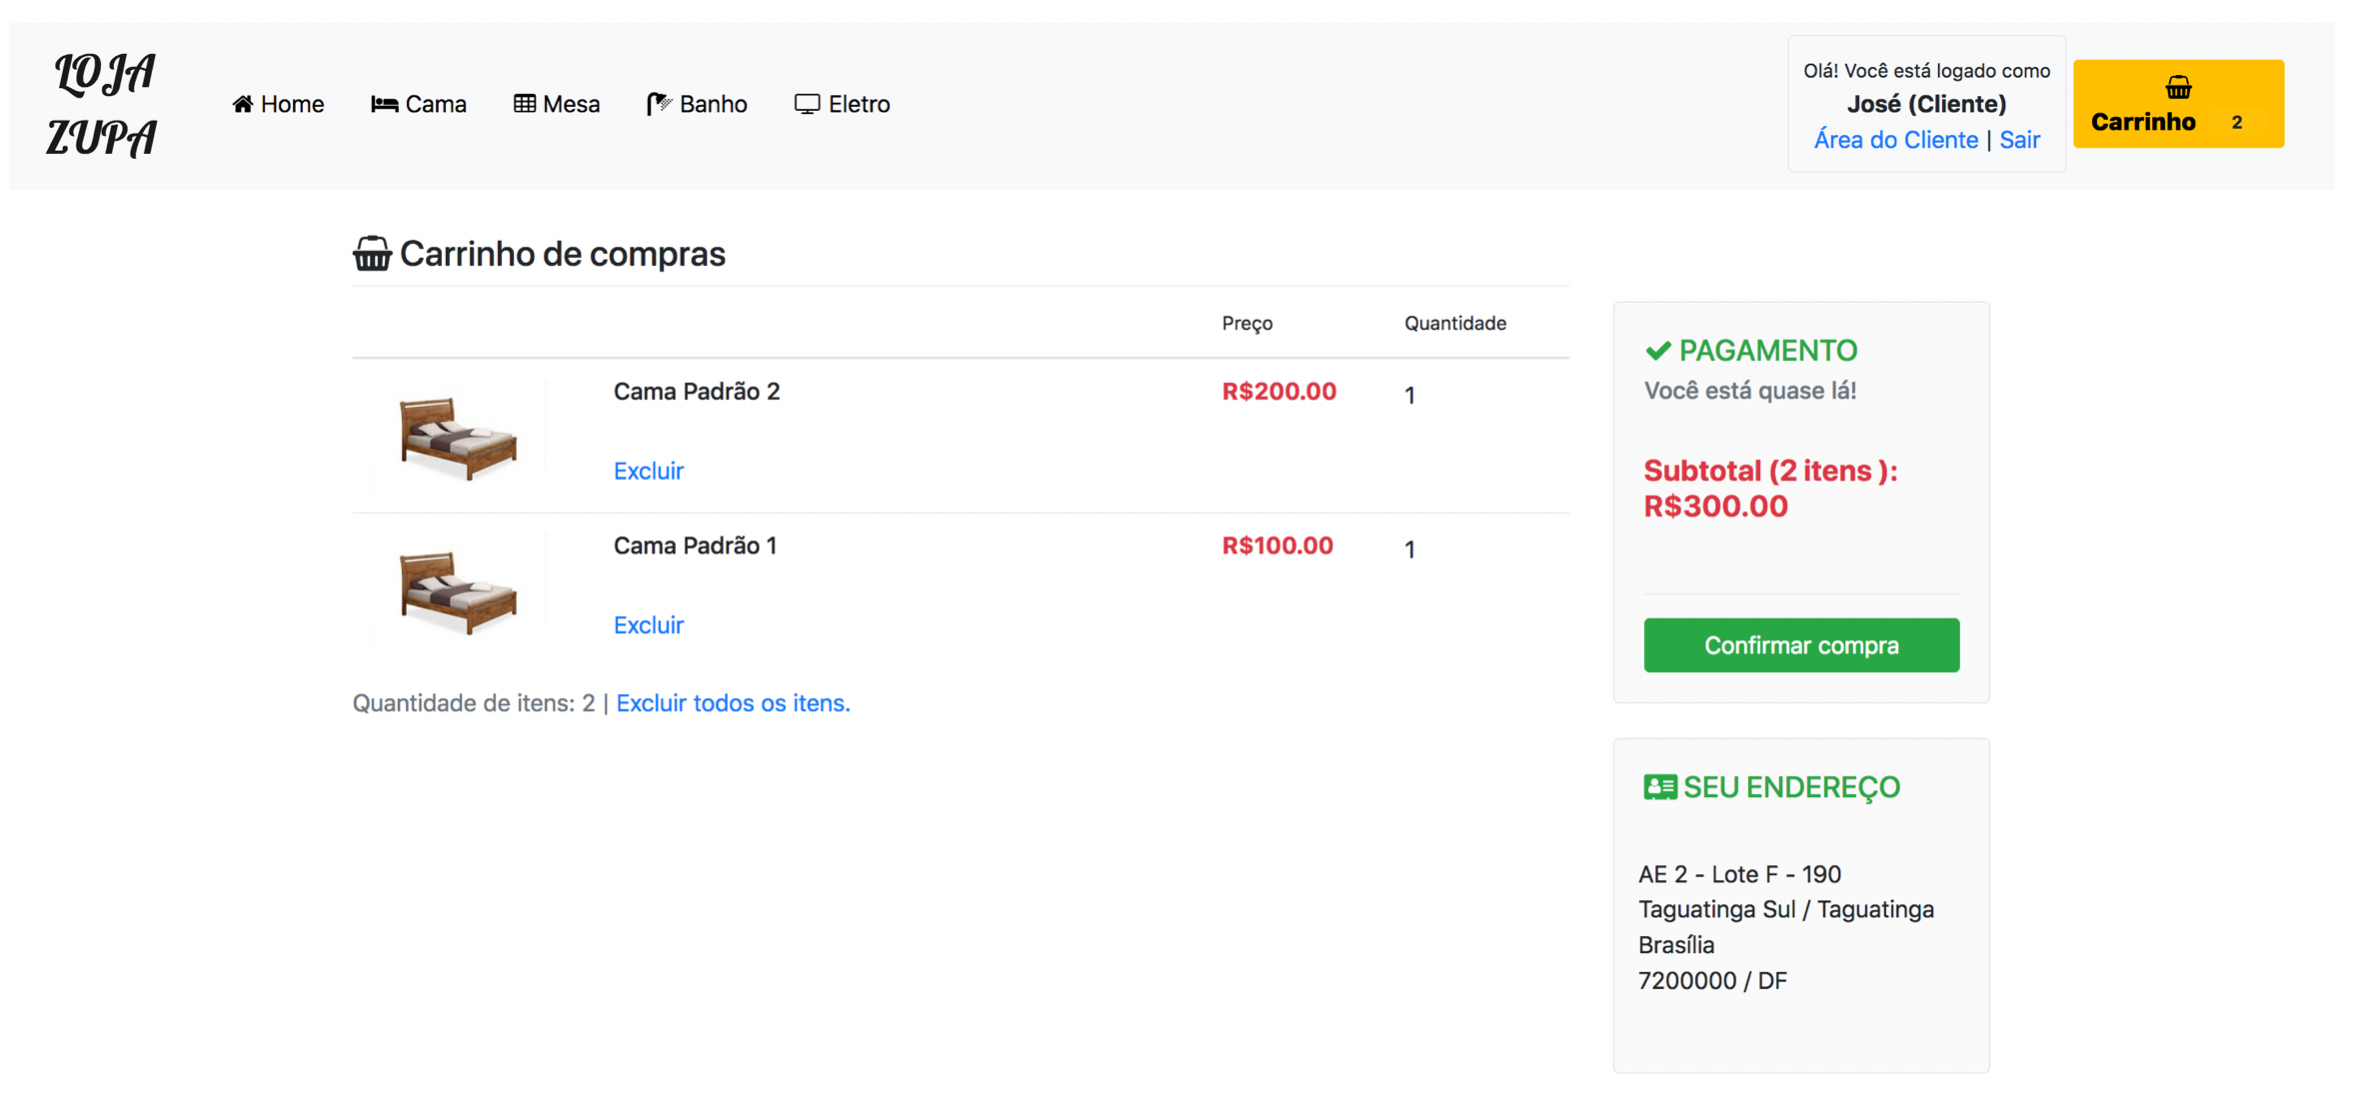 LOJA
ZUPA
Home
Cama
Mesa
Banho
Eletro
Olá! Você está logado como
José (Cliente)
Área do Cliente | Sair
Carrinho 2
Carrinho de compras
Preço Quantidade
Cama Padrão 2 R$200.00 1
Excluir
Cama Padrão 1 R$100.00 1
Excluir
Quantidade de itens: 2 | Excluir todos os itens.
PAGAMENTO
Você está quase lá!
Subtotal (2 itens ):
R$300.00
Confirmar compra
SEU ENDEREÇO
AE 2 - Lote F - 190
Taguatinga Sul / Taguatinga
Brasília
7200000 / DF